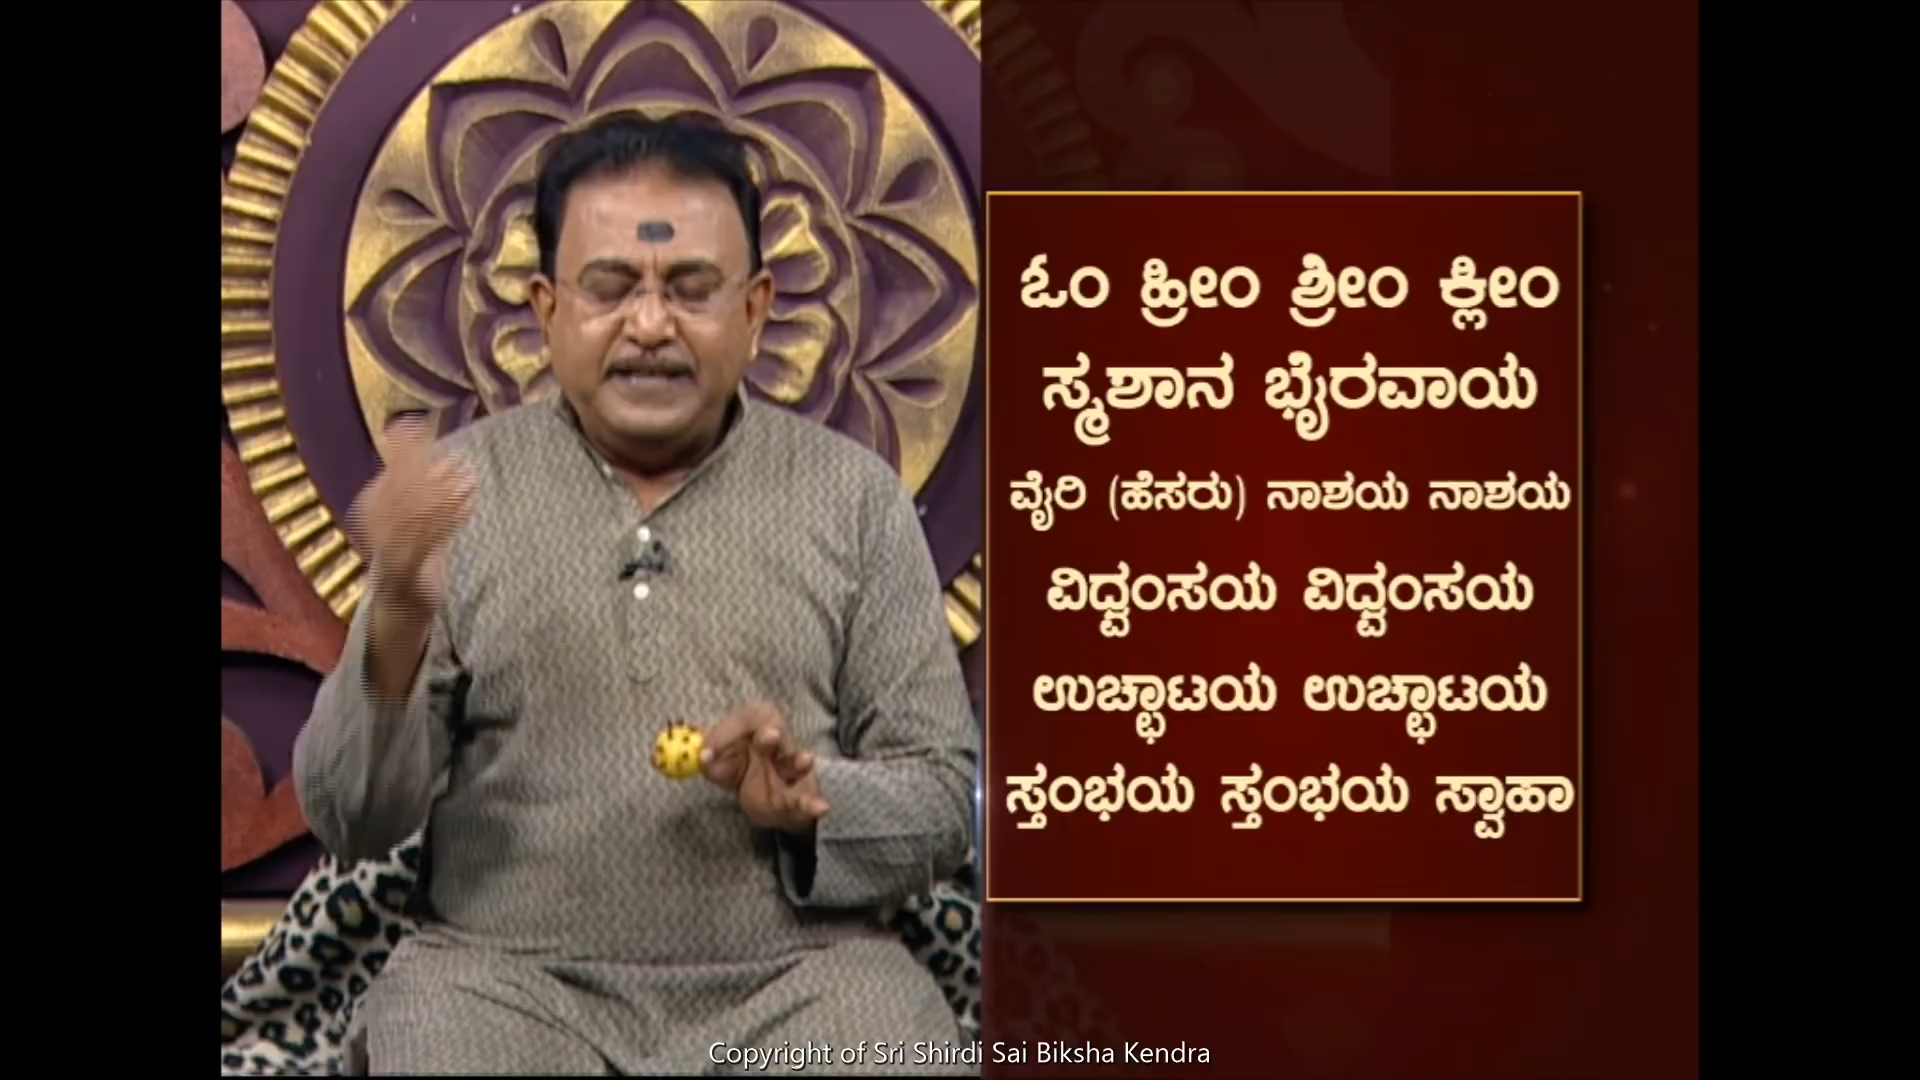 ಓಂ ಹ್ರೀಂ ಶ್ರೀಂ ಕ್ಲೀಂ
ಸ್ಮಶಾನ ಭೈರವಾಯ
ವೈರಿ (ಹೆಸರು) ನಾಶಯ ನಾಶಯ
ವಿಧ್ವಂಸಯ ವಿಧ್ವಂಸಯ
ಉಚ್ಛಾಟಯ ಉಚ್ಛಾಟಯ
ಸ್ತಂಭಯ ಸ್ತಂಭಯ ಸ್ವಾಹಾ
Copyright of Sri Shirdi Sai Biksha Kendra